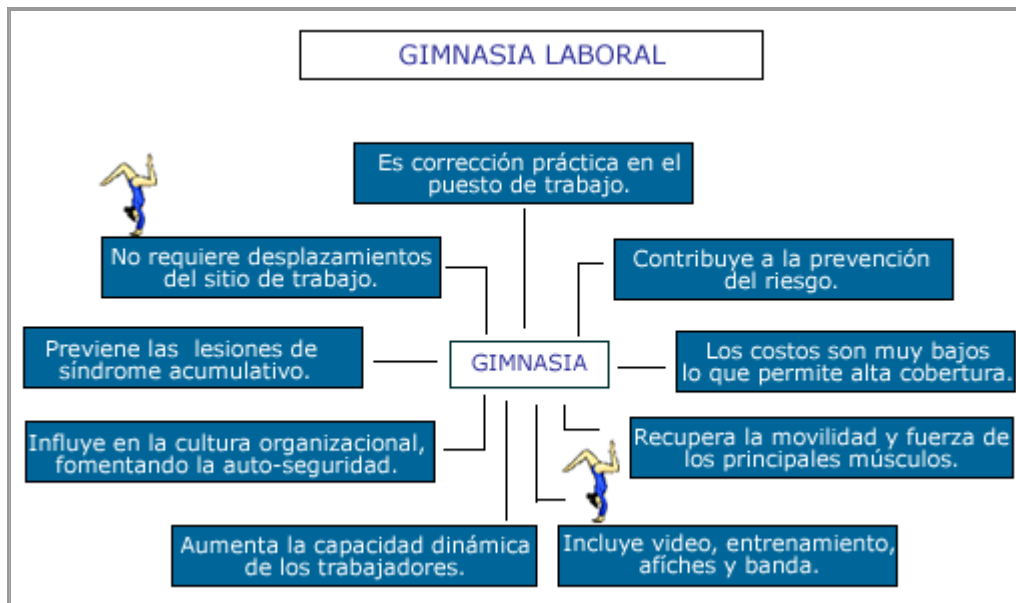 GIMNASIA LABORAL
Es corrección práctica en el
puesto de trabajo.
No requiere desplazamientos
del sitio de trabajo.
Contribuye a la prevención
del riesgo.
Previene las lesiones de
síndrome acumulativo.
GIMNASIA
Los costos son muy bajos
lo que permite alta cobertura.
Influye en la cultura organizacional,
fomentando la auto-seguridad.
Recupera la movilidad y fuerza de
los principales músculos.
Aumenta la capacidad dinámica
de los trabajadores.
Incluye video, entrenamiento,
afíches y banda.